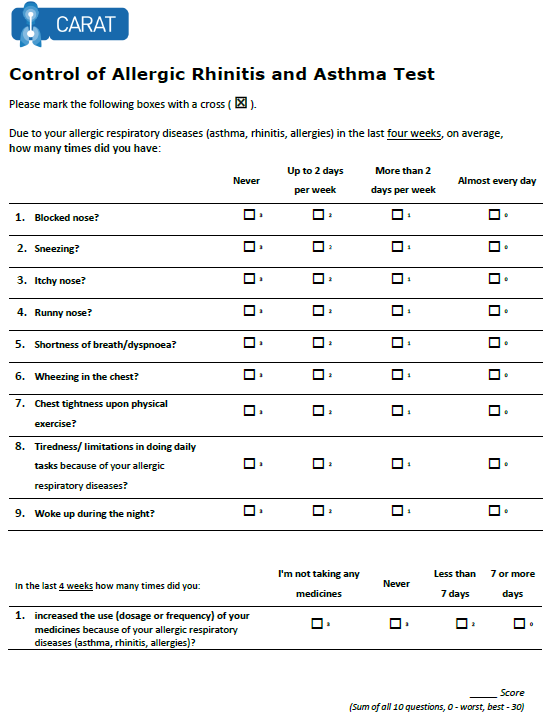 CARAT
Control of Allergic Rhinitis and Asthma Test
Please mark the following boxes with a cross ( ☒ ).
Due to your allergic respiratory diseases (asthma, rhinitis, allergies) in the last four weeks, on average,
how many times did you have:
Never
Up to 2 days
per week
More than 2
days per week
Almost every day
1. Blocked nose? ☐ 3 ☐ 2 ☐ 1 ☐ 0
2. Sneezing? ☐ 3 ☐ 2 ☐ 1 ☐ 0
3. Itchy nose? ☐ 3 ☐ 2 ☐ 1 ☐ 0
4. Runny nose? ☐ 3 ☐ 2 ☐ 1 ☐ 0
5. Shortness of breath/dyspnoea? ☐ 3 ☐ 2 ☐ 1 ☐ 0
6. Wheezing in the chest? ☐ 3 ☐ 2 ☐ 1 ☐ 0
7. Chest tightness upon physical
exercise? ☐ 3 ☐ 2 ☐ 1 ☐ 0
8. Tiredness/ limitations in doing daily
tasks because of your allergic ☐ 3 ☐ 2 ☐ 1 ☐ 0
respiratory diseases?
9. Woke up during the night? ☐ 3 ☐ 2 ☐ 1 ☐ 0
In the last 4 weeks how many times did you:
I'm not taking any
medicines
Never
Less than
7 days
7 or more
days
1. increased the use (dosage or frequency) of your
medicines because of your allergic respiratory ☐ 3 ☐ 3 ☐ 2 ☐ 0
diseases (asthma, rhinitis, allergies)?
_____ Score
(Sum of all 10 questions, 0 - worst, best - 30)